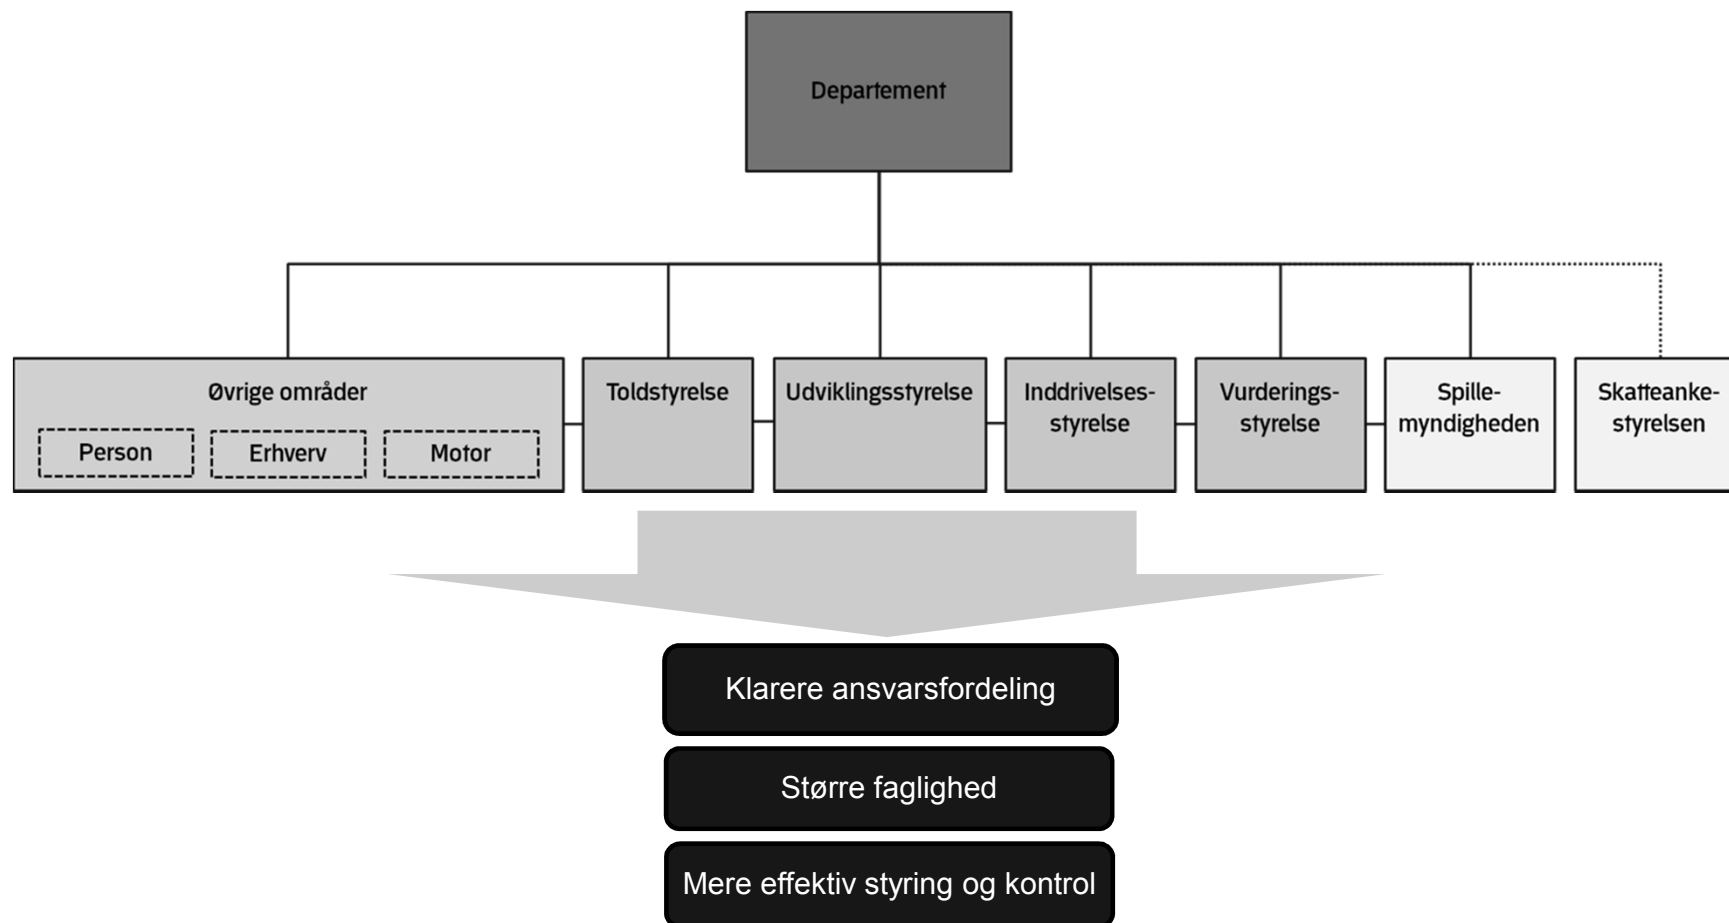 Departement
Øvrige områder
Person
Erhverv
Motor
Toldstyrelse
Udviklingsstyrelse
Inddrivelses-
styrelse
Vurderings-
styrelse
Spille-
myndigheden
Skatteanke-
styrelsen
Klarere ansvarsfordeling
Større faglighed
Mere effektiv styring og kontrol